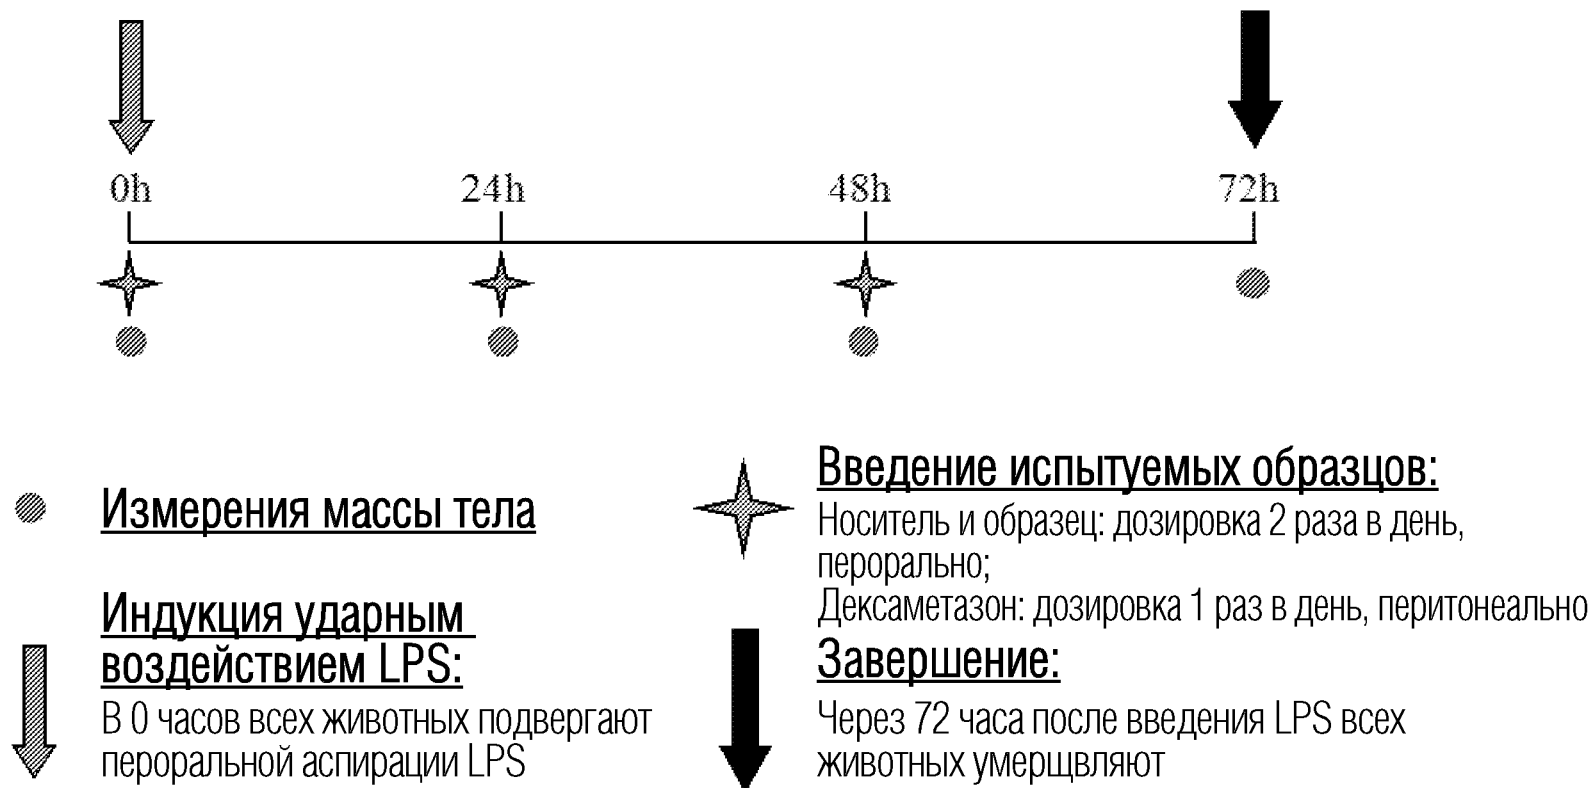 0h 24h 48h 72h
Измерения массы тела
Индукция ударным
воздействием LPS:
В 0 часов всех животных подвергают
пероральной аспирации LPS
Введение испытуемых образцов:
Носитель и образец: дозировка 2 раза в день,
перорально;
Дексаметазон: дозировка 1 раз в день, перитонеально
Завершение:
Через 72 часа после введения LPS всех
животных умерщвляют